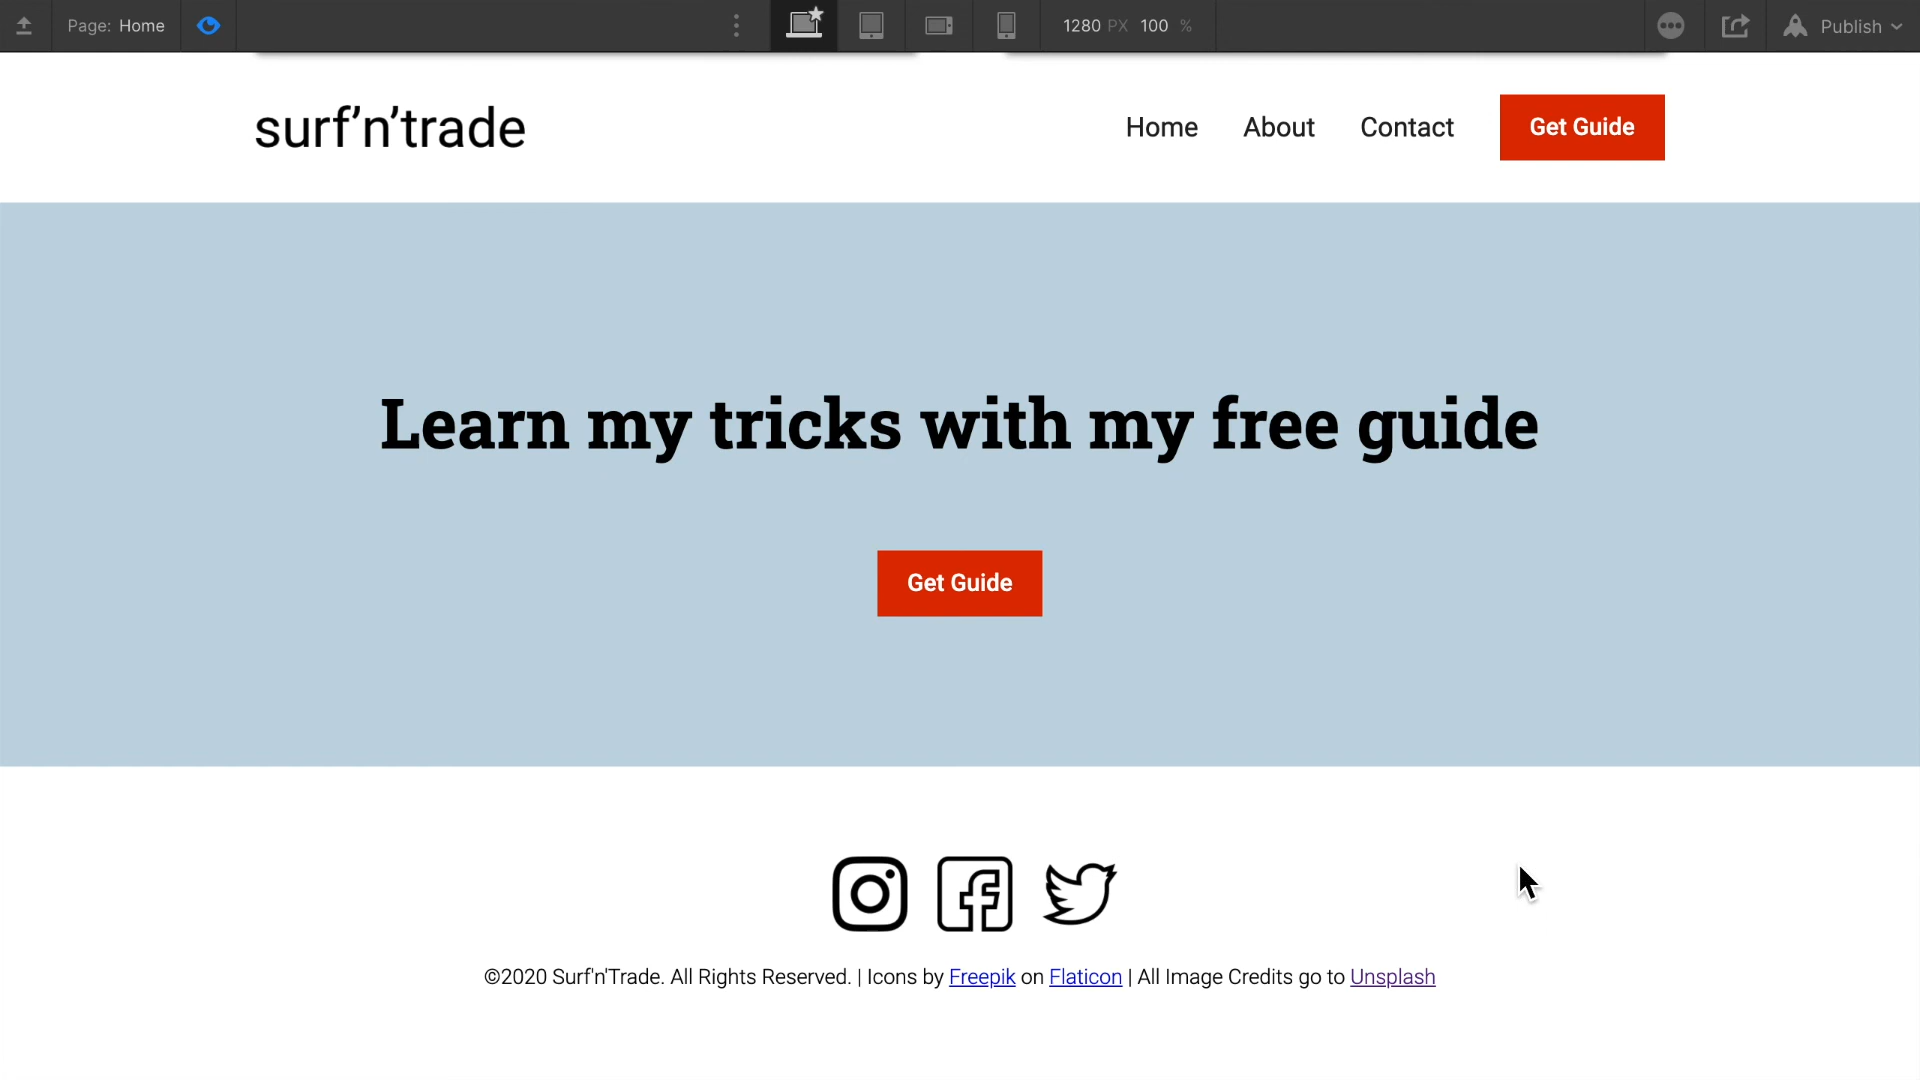 Page: Home 1280 PX 100 % Publish
surf’n’trade Home About Contact Get Guide
Learn my tricks with my free guide
Get Guide
©2020 Surf'n'Trade. All Rights Reserved. | Icons by Freepik on Flaticon | All Image Credits go to Unsplash